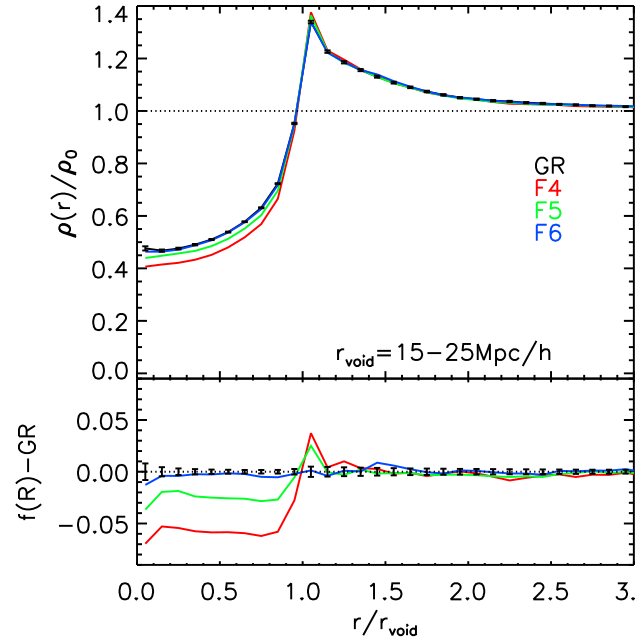 1.4
1.2
1.0
0.8
0.6
0.4
0.2
0.0
ρ(r)/ρ₀
GR
F4
F5
F6
r_void=15−25Mpc/h
0.05
0.00
−0.05
f(R)−GR
0.0 0.5 1.0 1.5 2.0 2.5 3.
r/r_void